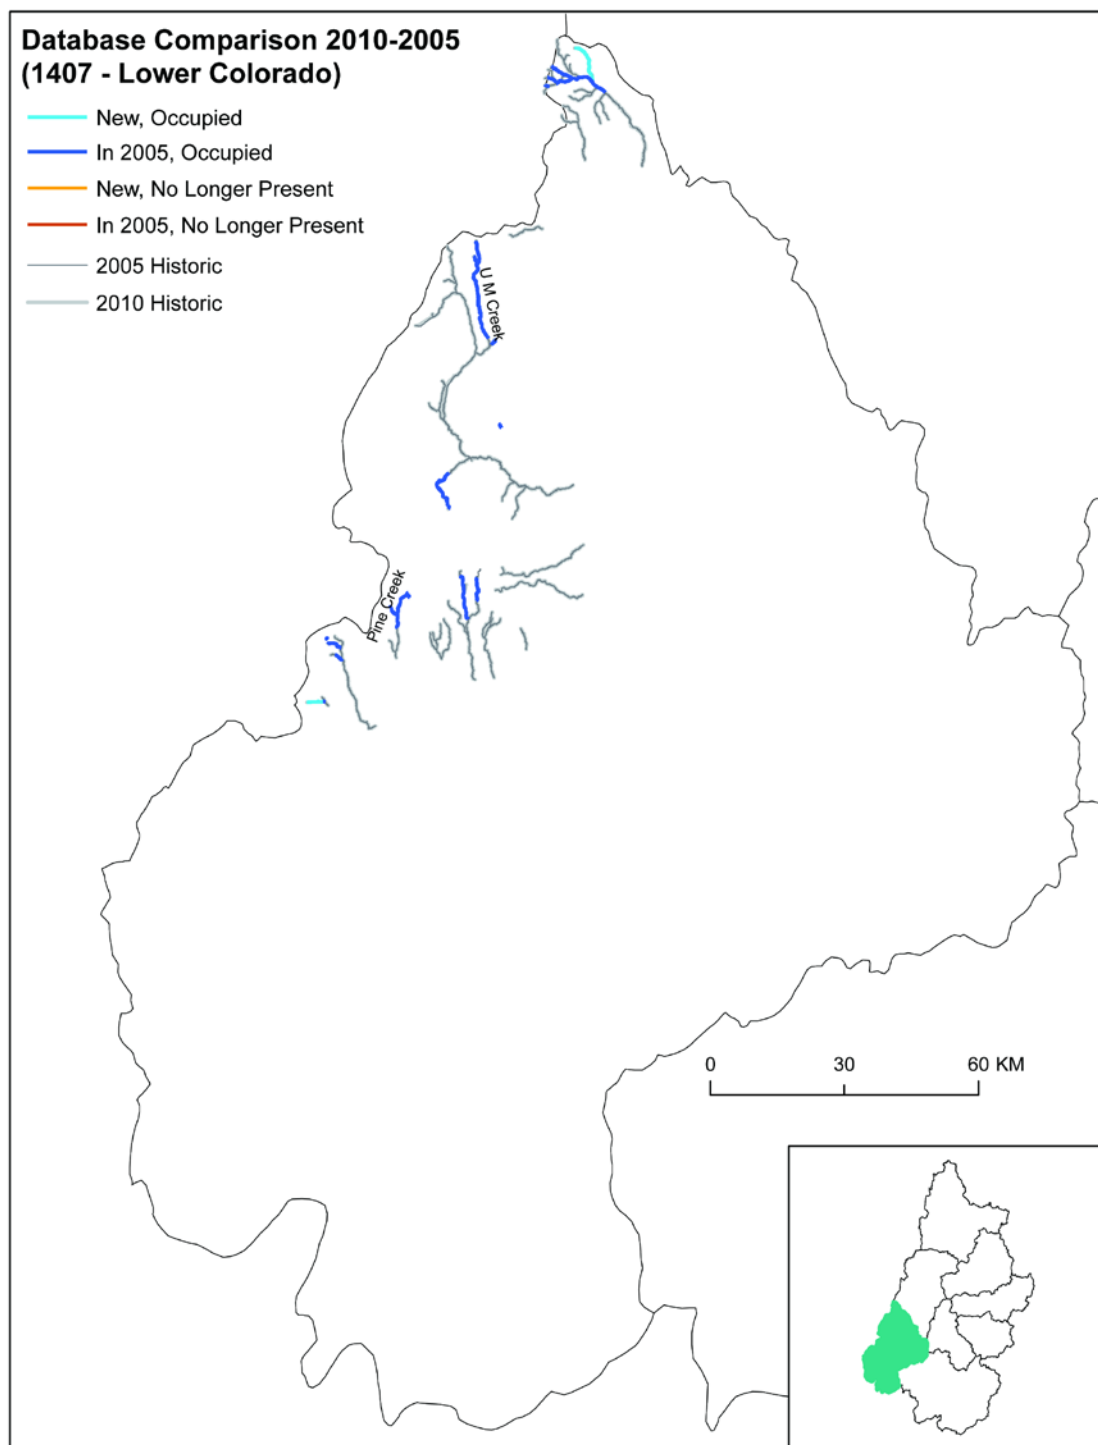 Database Comparison 2010-2005
(1407 - Lower Colorado)
New, Occupied
In 2005, Occupied
New, No Longer Present
In 2005, No Longer Present
2005 Historic
2010 Historic
U M Creek
Pine Creek
0 30 60 KM